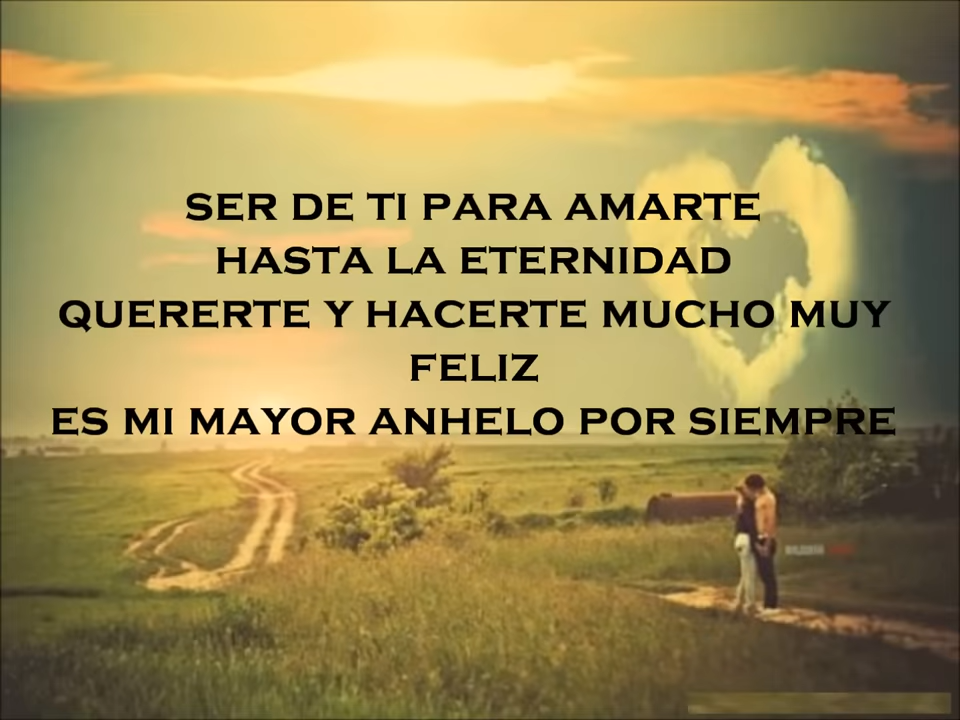 SER DE TI PARA AMARTE
HASTA LA ETERNIDAD
QUERERTE Y HACERTE MUCHO MUY
FELIZ
ES MI MAYOR ANHELO POR SIEMPRE